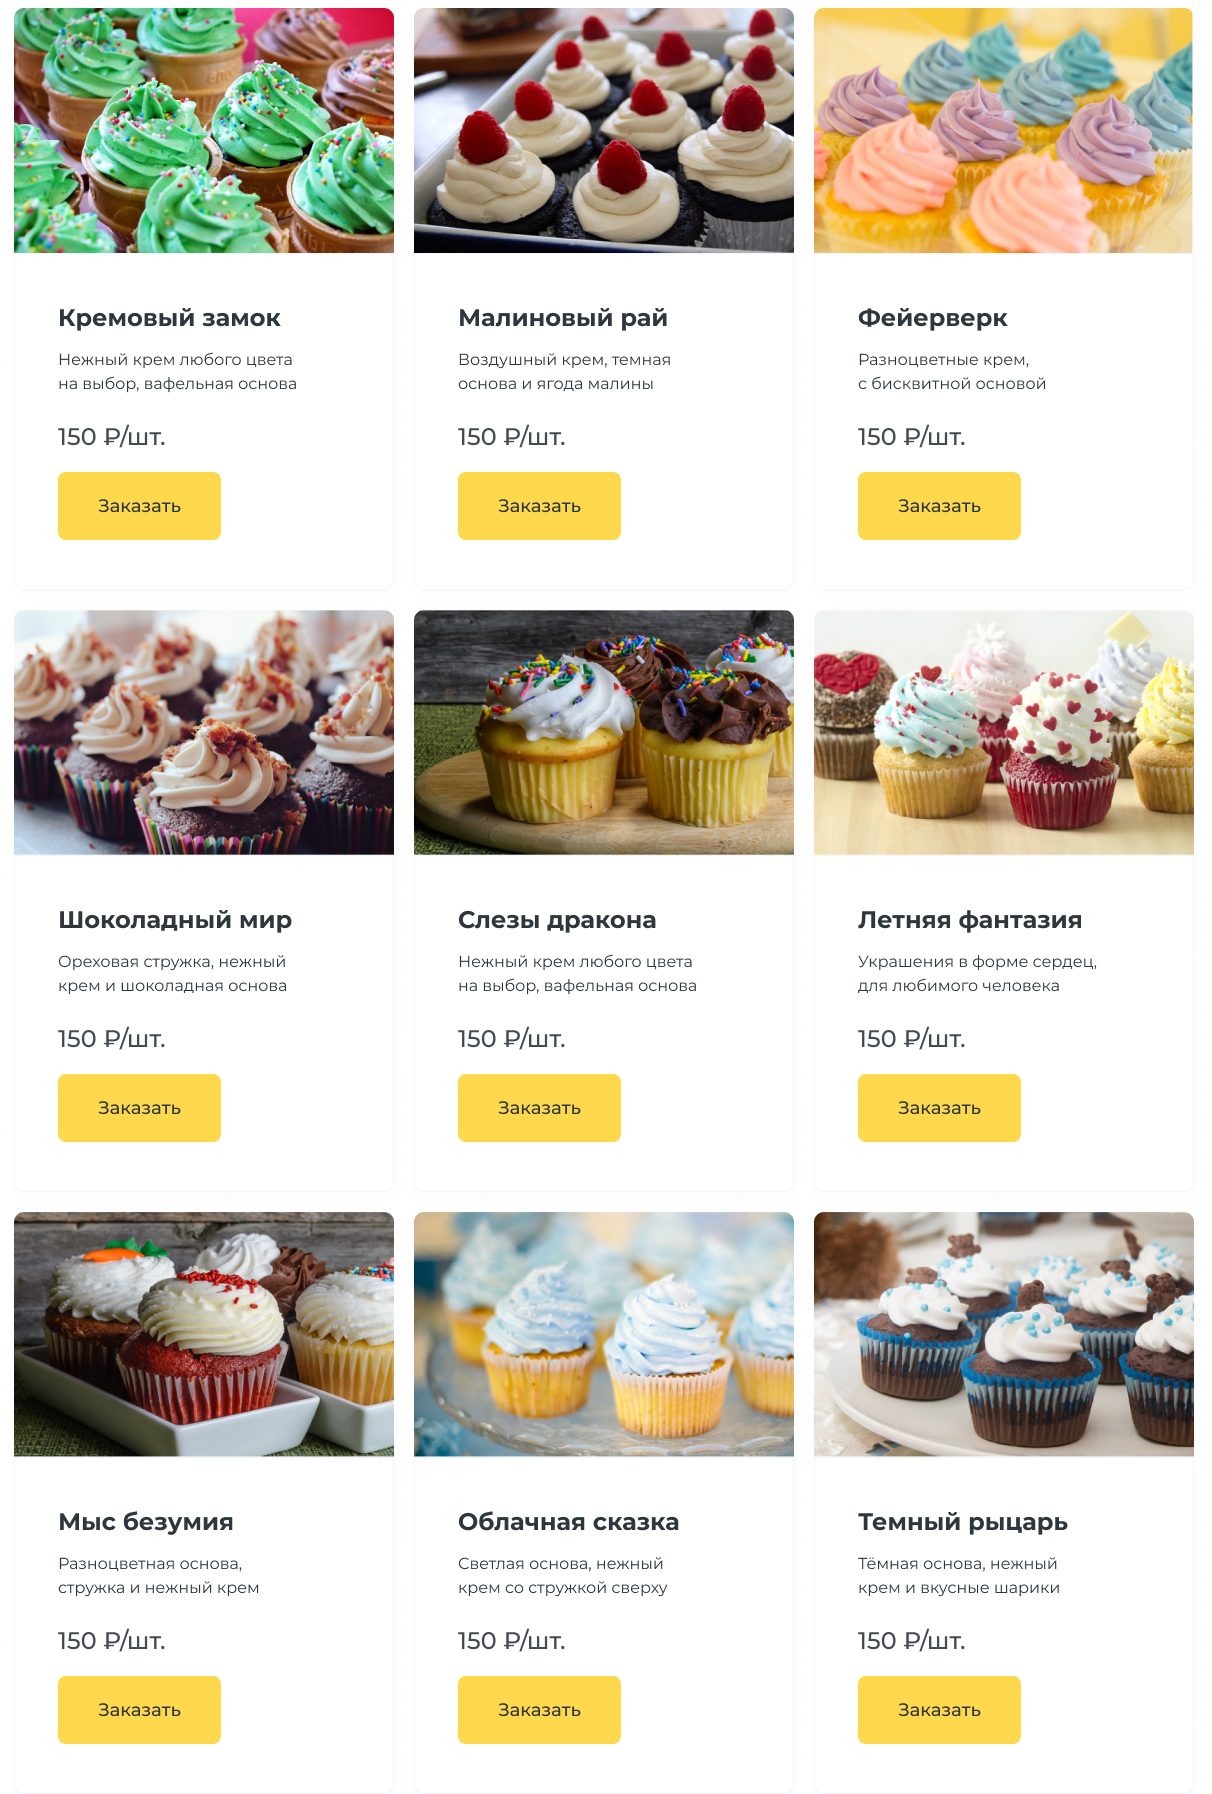 Кремовый замок
Нежный крем любого цвета
на выбор, вафельная основа
150 ₽/шт.
Заказать
Малиновый рай
Воздушный крем, темная
основа и ягода малины
150 ₽/шт.
Заказать
Фейерверк
Разноцветные крем,
с бисквитной основой
150 ₽/шт.
Заказать
Шоколадный мир
Ореховая стружка, нежный
крем и шоколадная основа
150 ₽/шт.
Заказать
Слезы дракона
Нежный крем любого цвета
на выбор, вафельная основа
150 ₽/шт.
Заказать
Летняя фантазия
Украшения в форме сердец,
для любимого человека
150 ₽/шт.
Заказать
Мыс безумия
Разноцветная основа,
стружка и нежный крем
150 ₽/шт.
Заказать
Облачная сказка
Светлая основа, нежный
крем со стружкой сверху
150 ₽/шт.
Заказать
Темный рыцарь
Тёмная основа, нежный
крем и вкусные шарики
150 ₽/шт.
Заказать